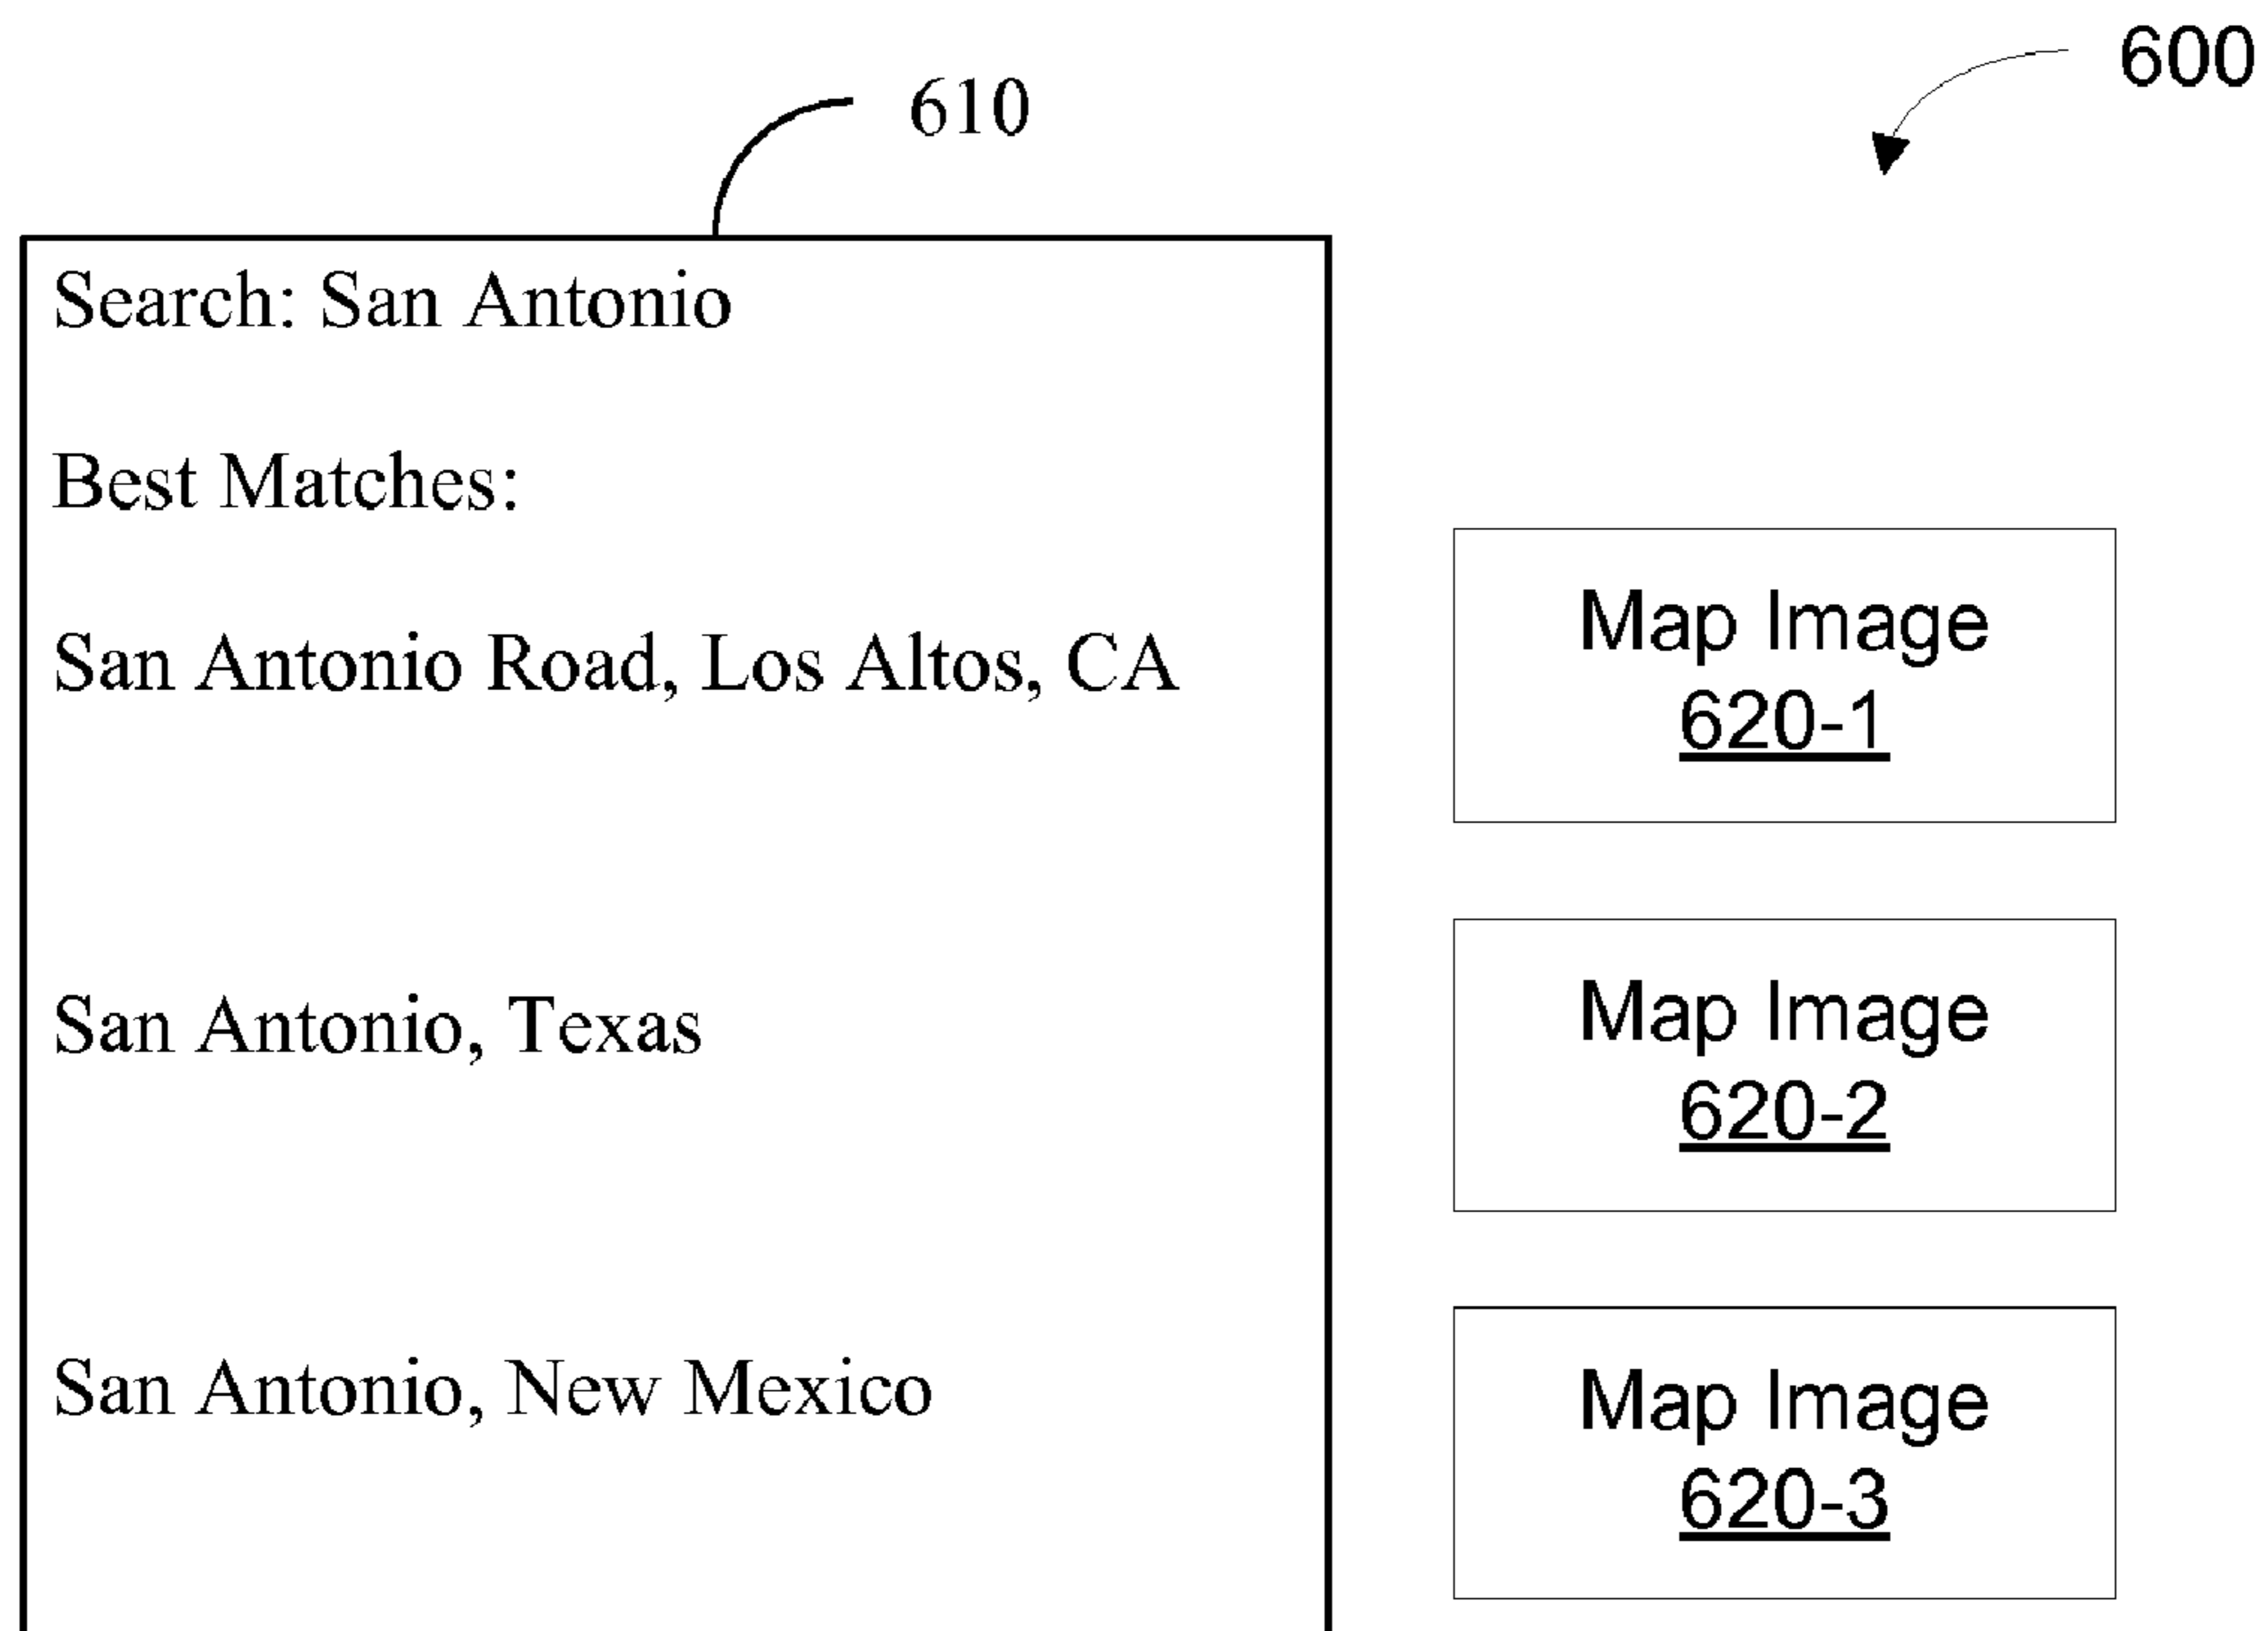 600
610
Search: San Antonio
Best Matches:
San Antonio Road, Los Altos, CA
Map Image
620-1
San Antonio, Texas
Map Image
620-2
San Antonio, New Mexico
Map Image
620-3